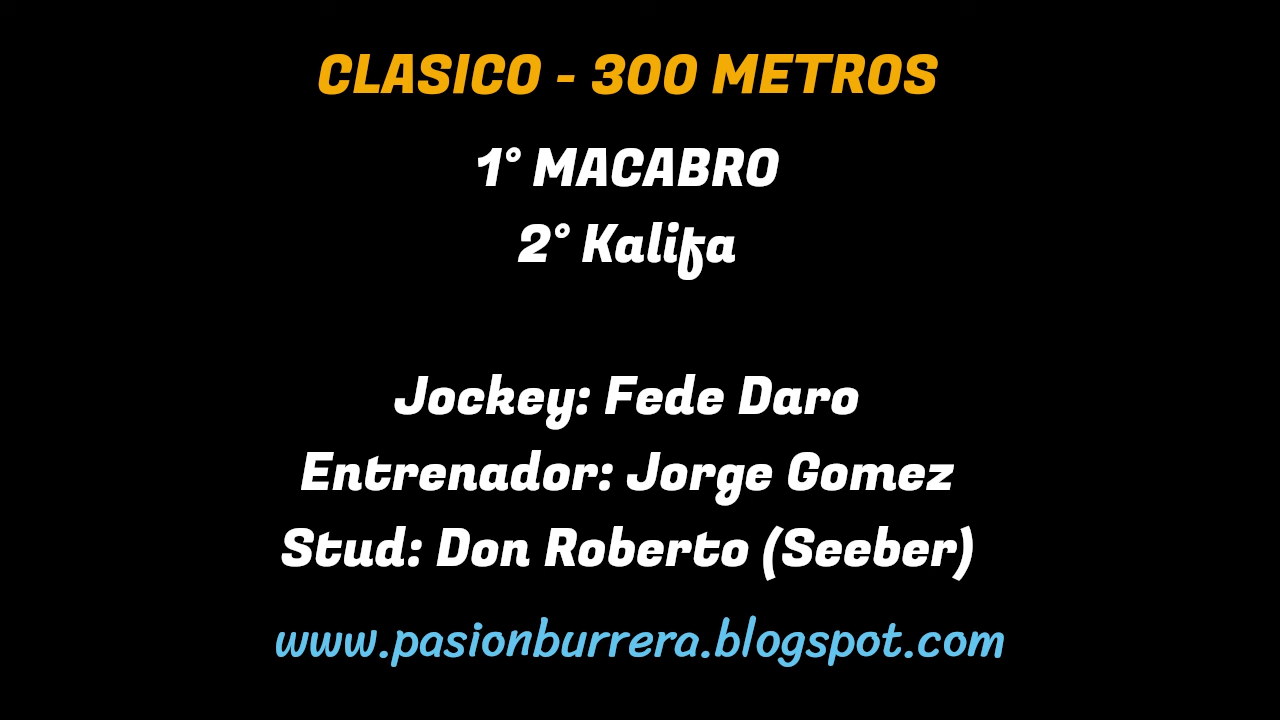 CLASICO - 300 METROS
1° MACABRO
2° Kalifa
Jockey: Fede Daro
Entrenador: Jorge Gomez
Stud: Don Roberto (Seeber)
www.pasionburrera.blogspot.com